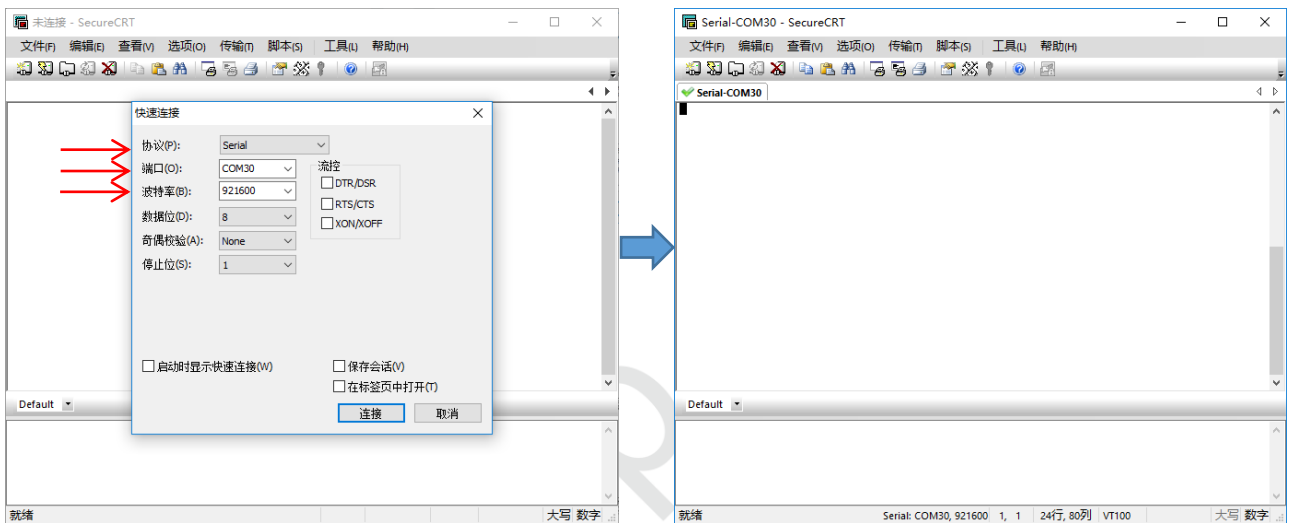 未连接 - SecureCRT
文件(F) 编辑(E) 查看(V) 选项(O) 传输(T) 脚本(S) 工具(L) 帮助(H)
快速连接
协议(P): Serial
端口(O): COM30
波特率(B): 921600
数据位(D): 8
奇偶校验(A): None
停止位(S): 1
流控
DTR/DSR
RTS/CTS
XON/XOFF
启动时显示快速连接(W)
保存会话(V)
在标签页中打开(T)
连接 取消
Default
就绪 大写 数字
Serial-COM30 - SecureCRT
文件(F) 编辑(E) 查看(V) 选项(O) 传输(T) 脚本(S) 工具(L) 帮助(H)
Serial-COM30
Default
就绪 Serial: COM30, 921600 1, 1 24行, 80列 VT100 大写 数字